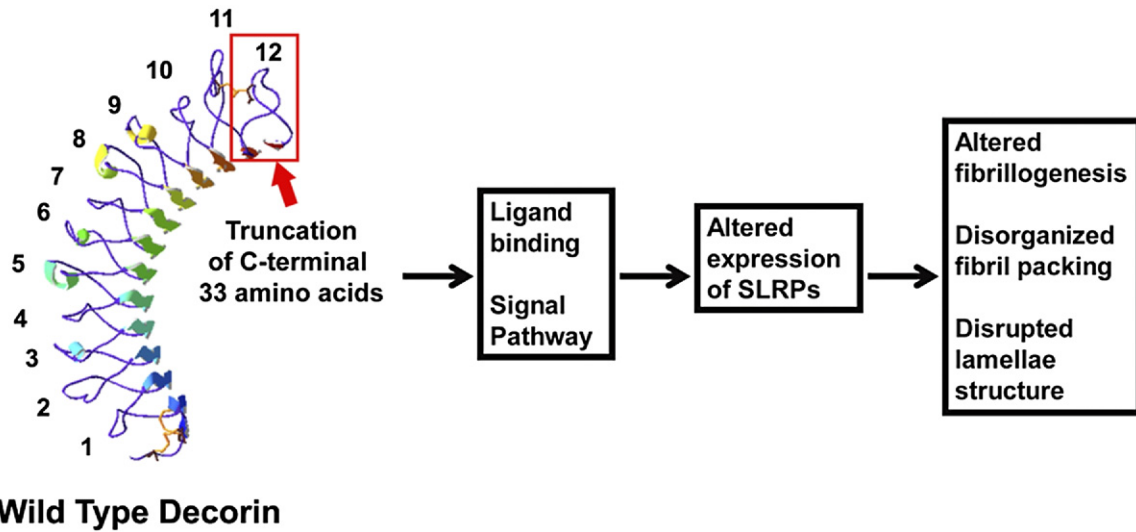 11
12
10
9
8
7
6
5
4
3
2
1
Truncation
of C-terminal
33 amino acids
Ligand
binding
Signal
Pathway
Altered
expression
of SLRPs
Altered
fibrillogenesis
Disorganized
fibril packing
Disrupted
lamellae
structure
Wild Type Decorin